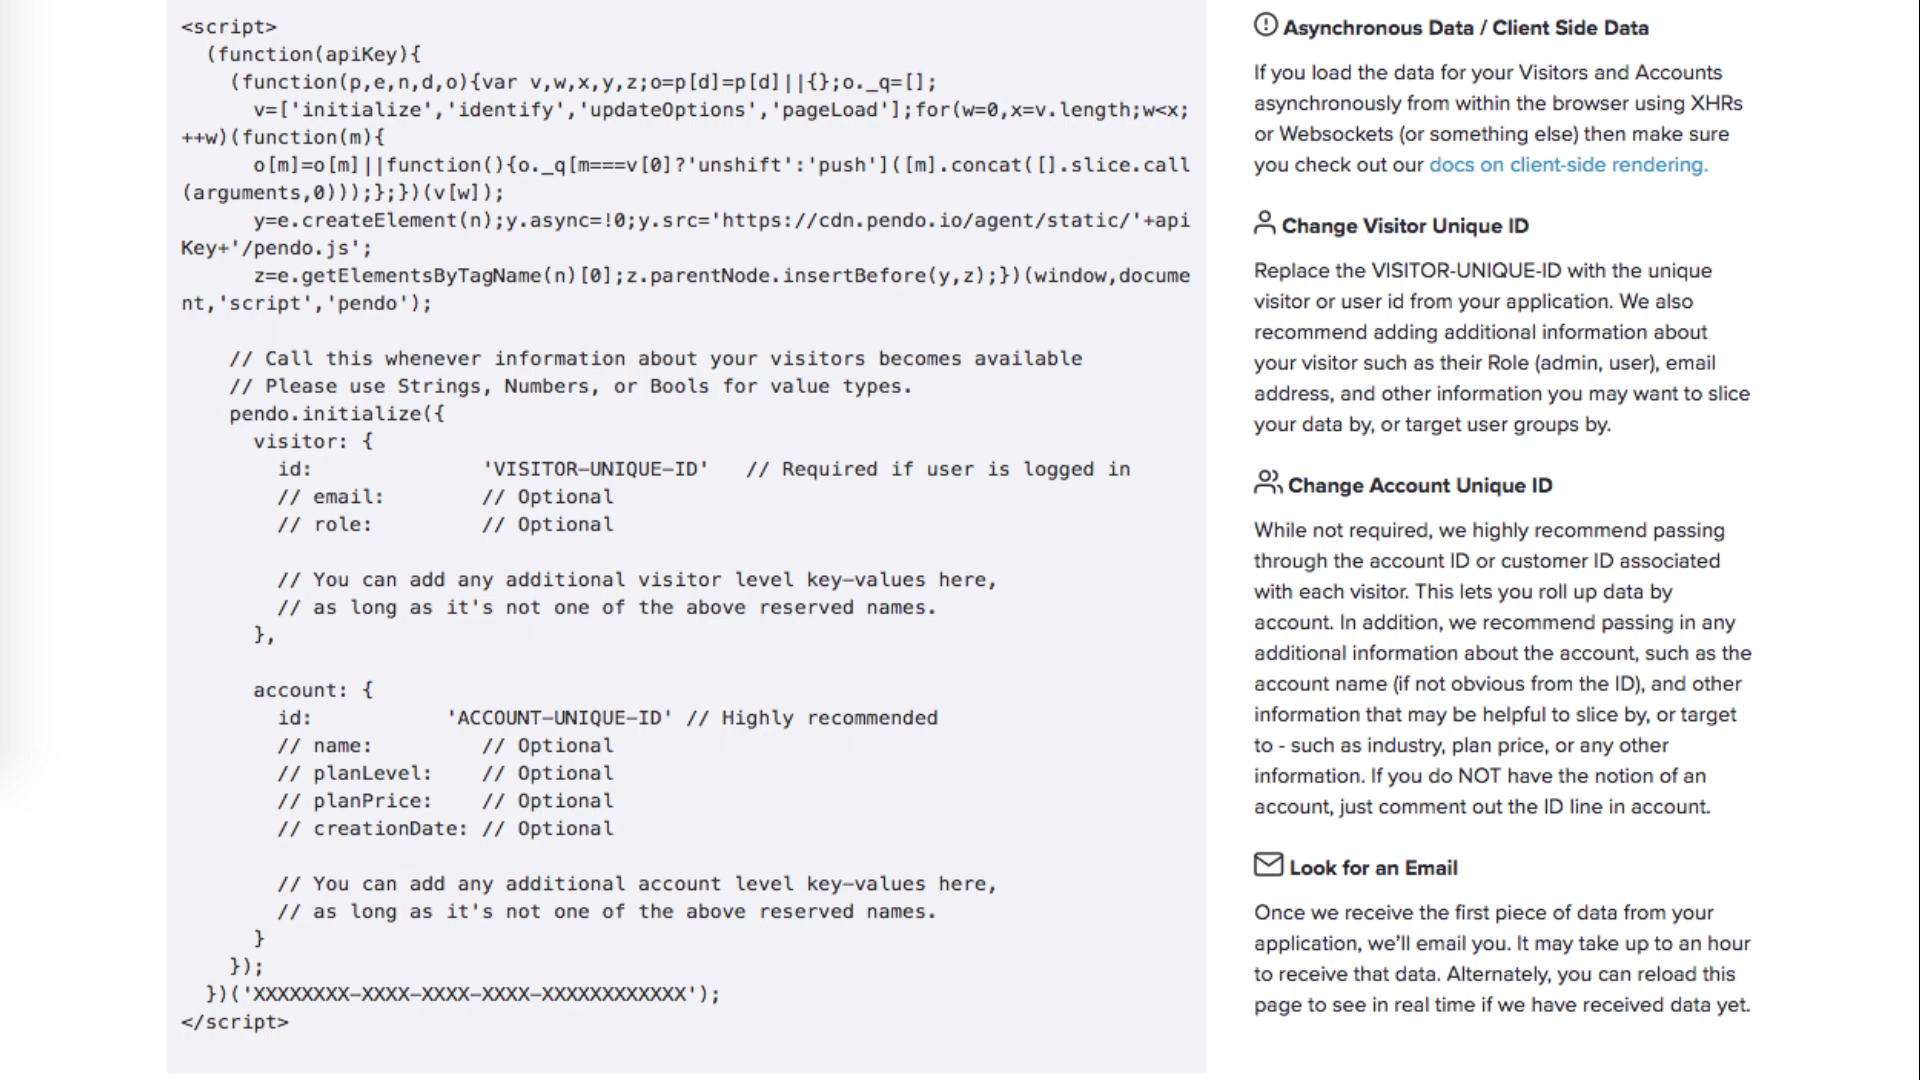 <script>
(function(apiKey){
(function(p,e,n,d,o){var v,w,x,y,z;o=p[d]=p[d]||{};o._q=[];
v=['initialize','identify','updateOptions','pageLoad'];for(w=0,x=v.length;w<x;
++w)(function(m){
o[m]=o[m]||function(){o._q[m===v[0]?'unshift':'push']([m].concat([].slice.call
(arguments,0)));};})(v[w]);
y=e.createElement(n);y.async=!0;y.src='https://cdn.pendo.io/agent/static/'+api
Key+'/pendo.js';
z=e.getElementsByTagName(n)[0];z.parentNode.insertBefore(y,z);})(window,docume
nt,'script','pendo');
// Call this whenever information about your visitors becomes available
// Please use Strings, Numbers, or Bools for value types.
pendo.initialize({
visitor: {
id: 'VISITOR-UNIQUE-ID' // Required if user is logged in
// email: // Optional
// role: // Optional
// You can add any additional visitor level key-values here,
// as long as it's not one of the above reserved names.
},
account: {
id: 'ACCOUNT-UNIQUE-ID' // Highly recommended
// name: // Optional
// planLevel: // Optional
// planPrice: // Optional
// creationDate: // Optional
// You can add any additional account level key-values here,
// as long as it's not one of the above reserved names.
}
});
})('XXXXXXXX-XXXX-XXXX-XXXX-XXXXXXXXXXXX');
</script>
Asynchronous Data / Client Side Data
If you load the data for your Visitors and Accounts
asynchronously from within the browser using XHRs
or Websockets (or something else) then make sure
you check out our docs on client-side rendering.
Change Visitor Unique ID
Replace the VISITOR-UNIQUE-ID with the unique
visitor or user id from your application. We also
recommend adding additional information about
your visitor such as their Role (admin, user), email
address, and other information you may want to slice
your data by, or target user groups by.
Change Account Unique ID
While not required, we highly recommend passing
through the account ID or customer ID associated
with each visitor. This lets you roll up data by
account. In addition, we recommend passing in any
additional information about the account, such as the
account name (if not obvious from the ID), and other
information that may be helpful to slice by, or target
to - such as industry, plan price, or any other
information. If you do NOT have the notion of an
account, just comment out the ID line in account.
Look for an Email
Once we receive the first piece of data from your
application, we'll email you. It may take up to an hour
to receive that data. Alternately, you can reload this
page to see in real time if we have received data yet.